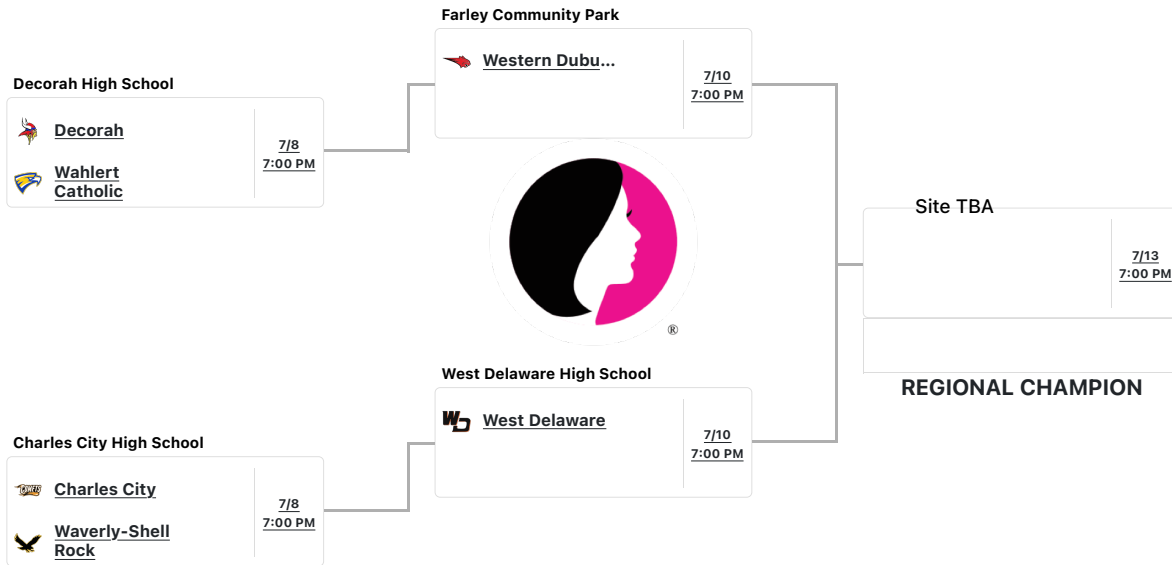 Farley Community Park
Western Dubu...
7/10
7:00 PM
Decorah High School
Decorah
Wahlert
Catholic
7/8
7:00 PM
Site TBA
7/13
7:00 PM
REGIONAL CHAMPION
®
West Delaware High School
WD
West Delaware
7/10
7:00 PM
Charles City High School
COMETS
Charles City
Waverly-Shell
Rock
7/8
7:00 PM